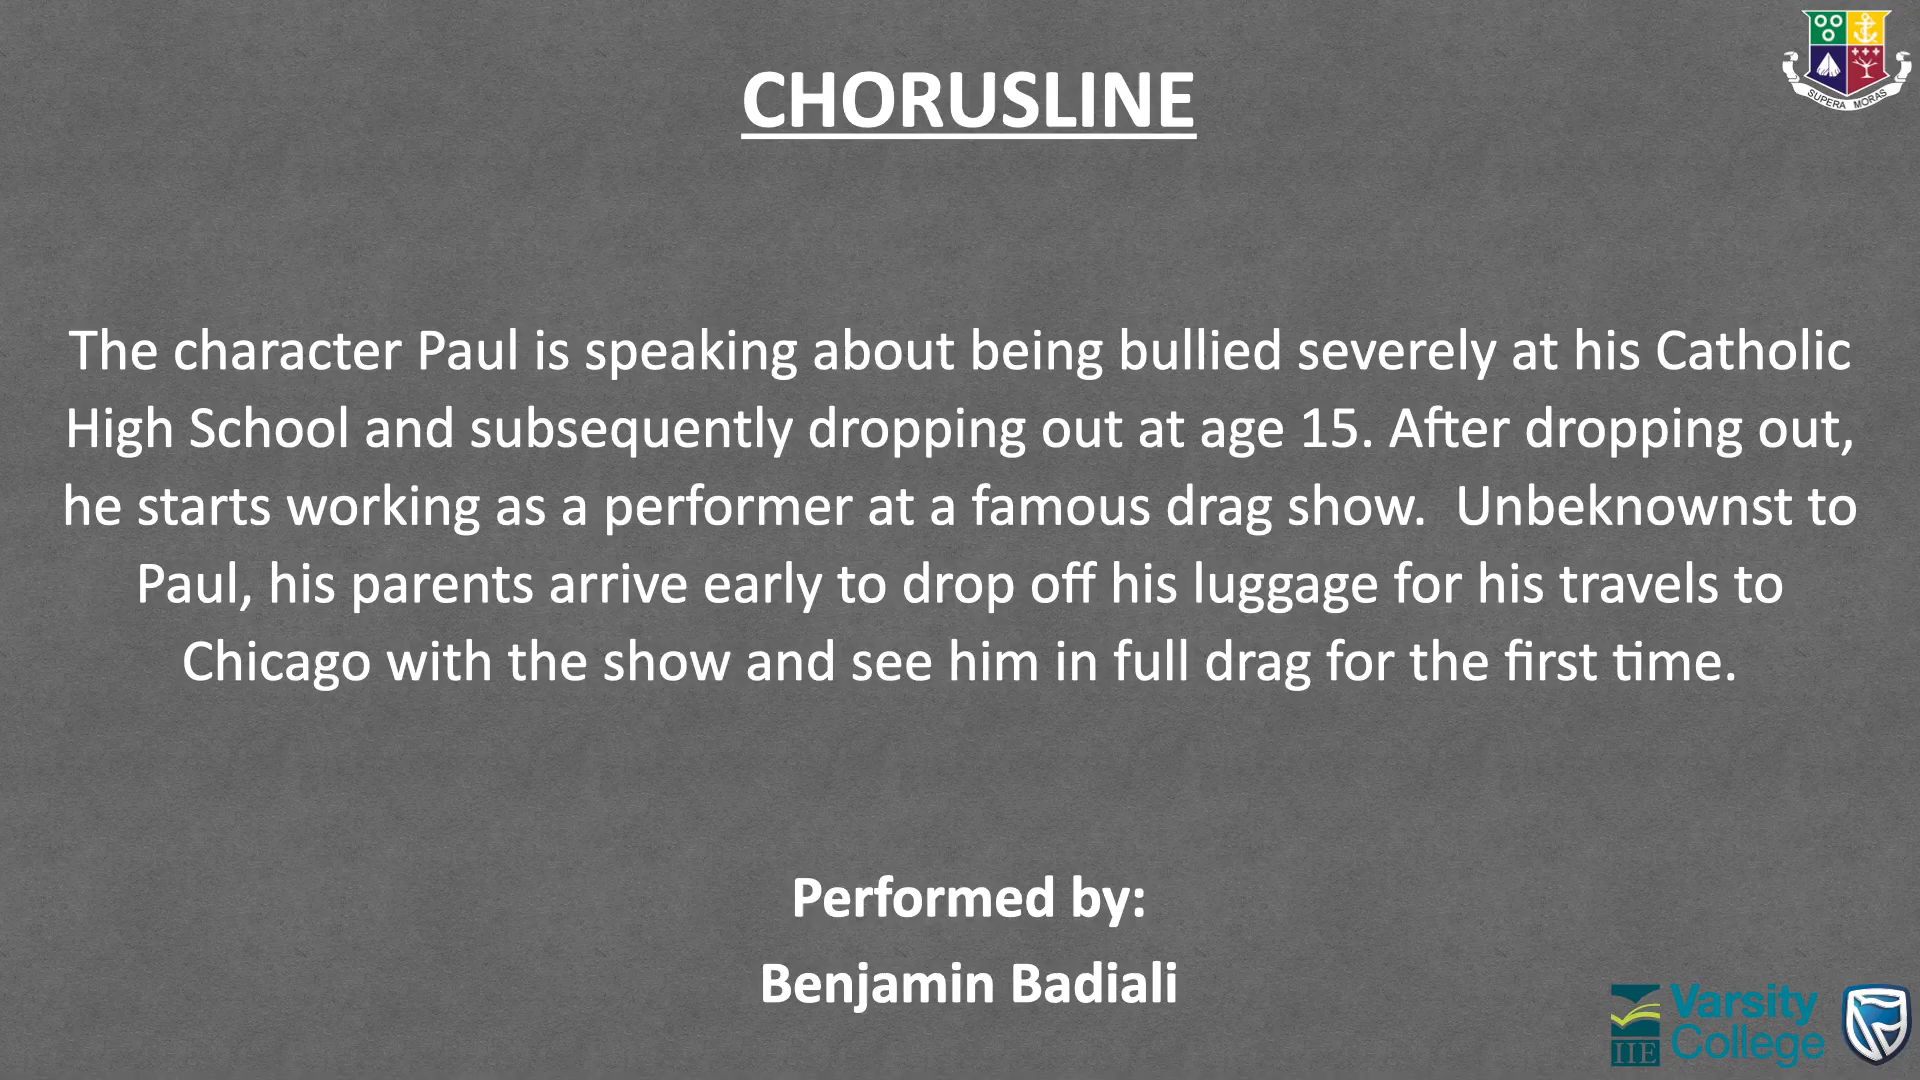 CHORUSLINE
SUPERA MORAS
The character Paul is speaking about being bullied severely at his Catholic
High School and subsequently dropping out at age 15. After dropping out,
he starts working as a performer at a famous drag show.  Unbeknownst to
Paul, his parents arrive early to drop off his luggage for his travels to
Chicago with the show and see him in full drag for the first time.
Performed by:
Benjamin Badiali
IIE
Varsity
College